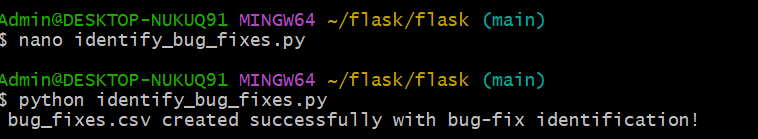 Admin@DESKTOP-NUKUQ91 MINGW64 ~/flask/flask (main)
$ nano identify_bug_fixes.py
Admin@DESKTOP-NUKUQ91 MINGW64 ~/flask/flask (main)
$ python identify_bug_fixes.py
bug_fixes.csv created successfully with bug-fix identification!